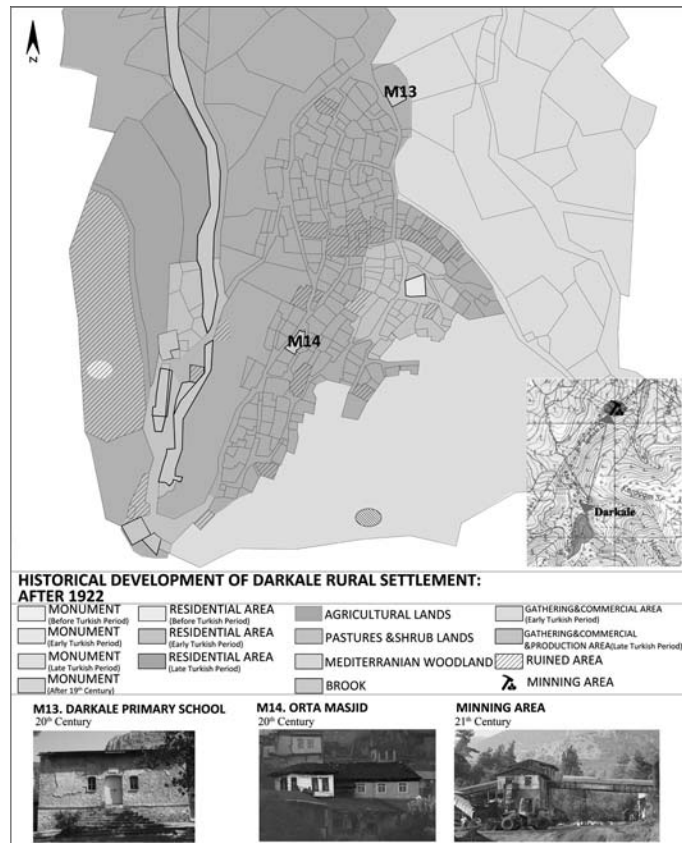 N
M13
M14
Darkale
HISTORICAL DEVELOPMENT OF DARKALE RURAL SETTLEMENT:
AFTER 1922
MONUMENT
(Before Turkish Period)
MONUMENT
(Early Turkish Period)
MONUMENT
(Late Turkish Period)
MONUMENT
(After 19th Century)
RESIDENTIAL AREA
(Before Turkish Period)
RESIDENTIAL AREA
(Early Turkish Period)
RESIDENTIAL AREA
(Late Turkish Period)
AGRICULTURAL LANDS
PASTURES &SHRUB LANDS
MEDITERRANIAN WOODLAND
BROOK
GATHERING&COMMERCIAL AREA
(Early Turkish Period)
GATHERING&COMMERCIAL
&PRODUCTION AREA(Late Turkish Period)
RUINED AREA
MINNING AREA
M13. DARKALE PRIMARY SCHOOL
20th Century
M14. ORTA MASJID
20th Century
MINNING AREA
21th Century